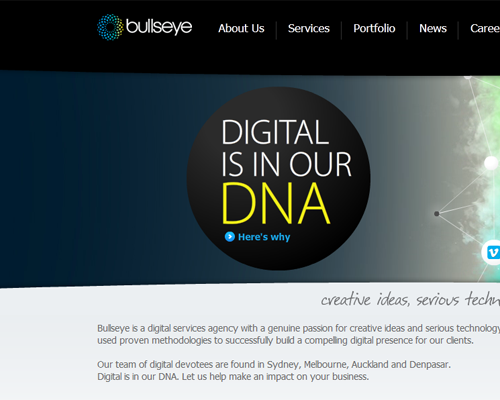 bullseye
About Us
Services
Portfolio
News
DIGITAL
IS IN OUR
DNA
Here's why
creative ideas, serious
Bullseye is a digital services agency with a genuine passion for creative ideas and serious technology
used proven methodologies to successfully build a compelling digital presence for our clients.
Our team of digital devotees are found in Sydney, Melbourne, Auckland and Denpasar.
Digital is in our DNA. Let us help make an impact on your business.